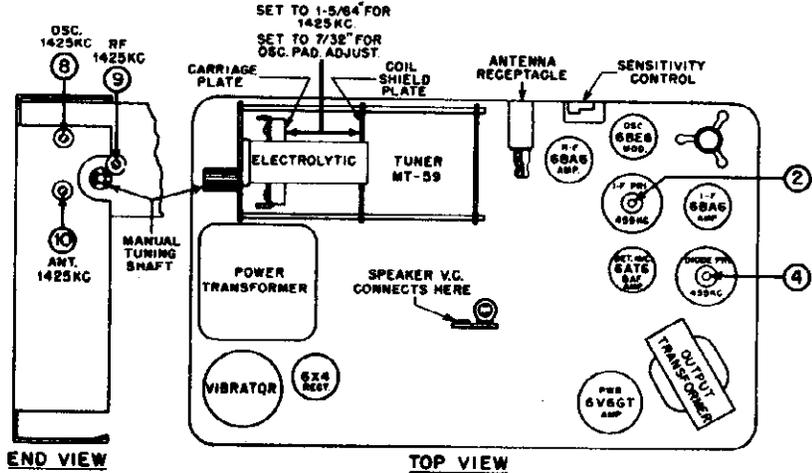 SET TO 1-5/64" FOR
1425KC.
SET TO 7/32" FOR
OSC. PAD. ADJUST.
OSC.
1425KC
8
RF
1425KC
9
CARRIAGE
PLATE
COIL
SHIELD
PLATE
ANTENNA
RECEPTACLE
SENSITIVITY
CONTROL
ELECTROLYTIC
TUNER
MT-59
R-F
6BA6
AMP.
OSC
6BE6
MOD.
I-F PRI
455KC
2
I-F
6BA6
AMP
10
ANT.
1425KC
MANUAL
TUNING
SHAFT
POWER
TRANSFORMER
SPEAKER V.C.
CONNECTS HERE
DET. AVC
6AT6
AMP
DIODE PRI
455KC
4
VIBRATOR
6X4
RECT.
PWR
6V6GT
AMP
OUTPUT
TRANSFORMER
END VIEW
TOP VIEW